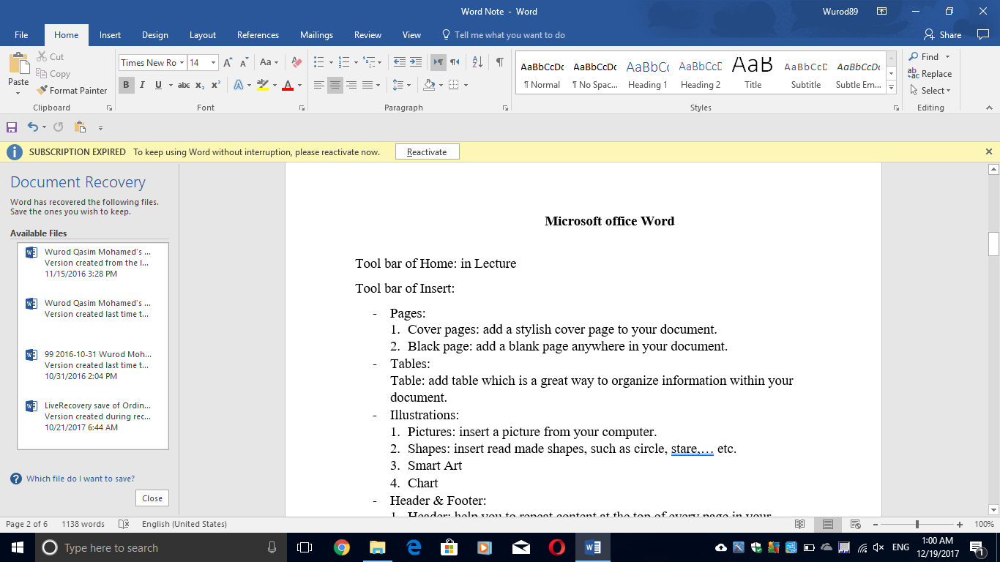 Word Note - Word
Wurod89
File Home Insert Design Layout References Mailings Review View Tell me what you want to do Share
Paste
Cut
Copy
Format Painter
Clipboard
Times New Ro 14
Aa
B I U abc x₂ x² A ab A
Font
Paragraph
AaBbCcDc AaBbCcDc AaBbCc AaBbCcD AaB AaBbCcD AaBbCcDc
¶ Normal ¶ No Spac... Heading 1 Heading 2 Title Subtitle Subtle Em...
Styles
Find
Replace
Select
Editing
SUBSCRIPTION EXPIRED To keep using Word without interruption, please reactivate now. Reactivate
Document Recovery
Word has recovered the following files.
Save the ones you wish to keep.
Available Files
Wurod Qasim Mohamed's ...
Version created from the l...
11/15/2016 3:28 PM
Wurod Qasim Mohamed's ...
Version created last time t...
99 2016-10-31 Wurod Moh...
Version created last time t...
10/31/2016 2:04 PM
LiveRecovery save of Ordin...
Version created during rec...
10/21/2017 6:44 AM
Which file do I want to save?
Close
Microsoft office Word
Tool bar of Home: in Lecture
Tool bar of Insert:
- Pages:
1. Cover pages: add a stylish cover page to your document.
2. Black page: add a blank page anywhere in your document.
- Tables:
Table: add table which is a great way to organize information within your
document.
- Illustrations:
1. Pictures: insert a picture from your computer.
2. Shapes: insert read made shapes, such as circle, stare,… etc.
3. Smart Art
4. Chart
- Header & Footer:
1. Header: help you to repeat content at the top of every page in your
Page 2 of 6 1138 words English (United States) 100%
Type here to search
ENG
1:00 AM
12/19/2017
1